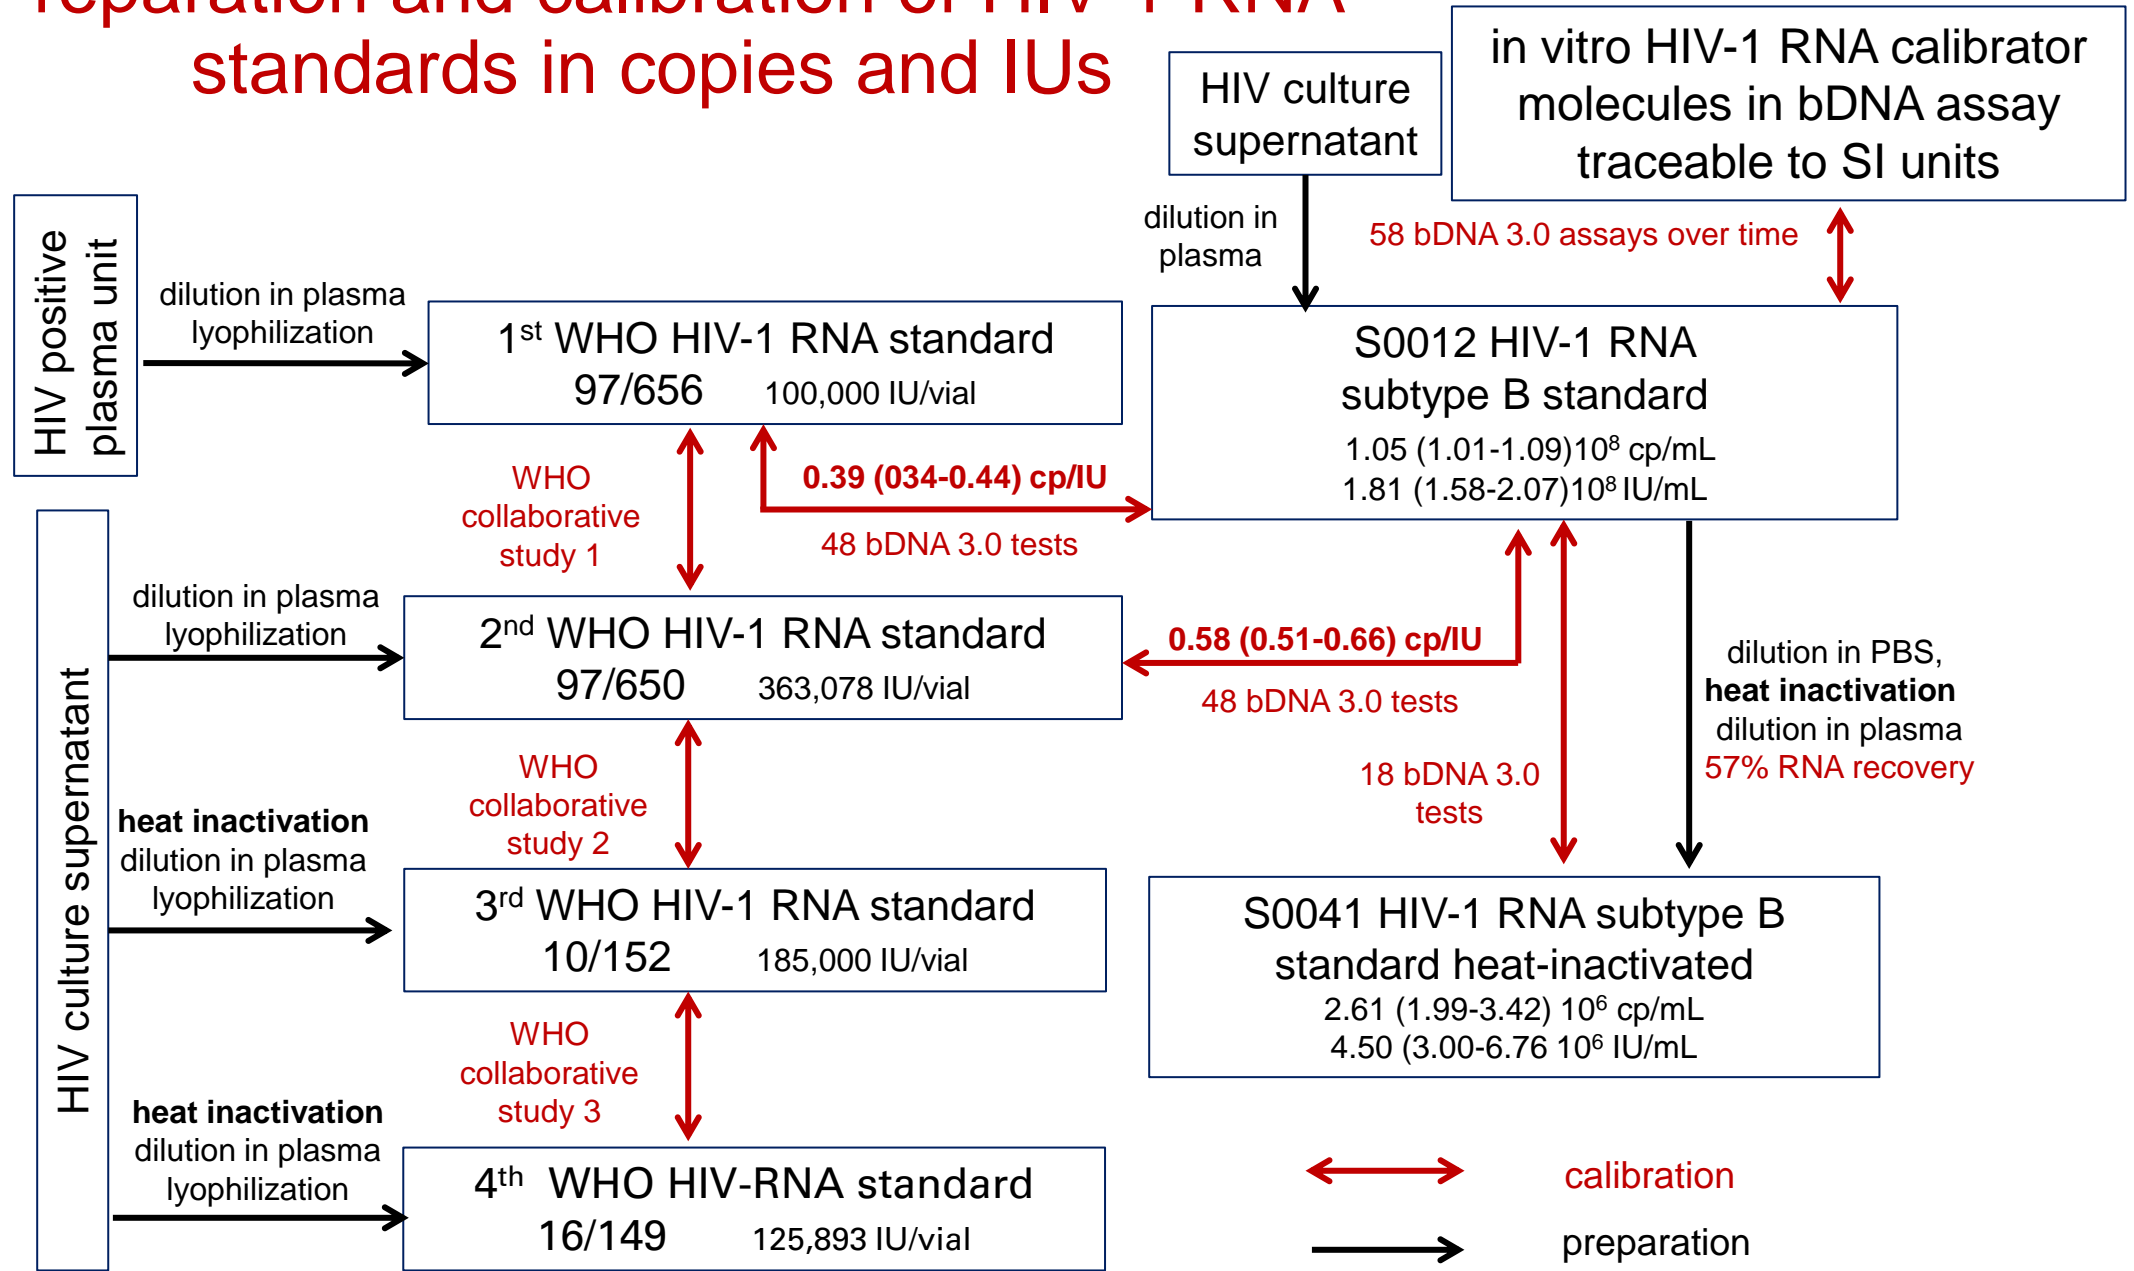 reparation and calibration of HIV-1 RNA
standards in copies and IUs
HIV culture
supernatant
in vitro HIV-1 RNA calibrator
molecules in bDNA assay
traceable to SI units
dilution in
plasma
58 bDNA 3.0 assays over time
HIV positive
plasma unit
dilution in plasma
lyophilization
1st WHO HIV-1 RNA standard
97/656 100,000 IU/vial
S0012 HIV-1 RNA
subtype B standard
1.05 (1.01-1.09)10⁸ cp/mL
1.81 (1.58-2.07)10⁸ IU/mL
WHO
collaborative
study 1
0.39 (034-0.44) cp/IU
48 bDNA 3.0 tests
HIV culture supernatant
dilution in plasma
lyophilization
2nd WHO HIV-1 RNA standard
97/650 363,078 IU/vial
0.58 (0.51-0.66) cp/IU
48 bDNA 3.0 tests
dilution in PBS,
heat inactivation
dilution in plasma
57% RNA recovery
18 bDNA 3.0
tests
WHO
collaborative
study 2
heat inactivation
dilution in plasma
lyophilization
3rd WHO HIV-1 RNA standard
10/152 185,000 IU/vial
S0041 HIV-1 RNA subtype B
standard heat-inactivated
2.61 (1.99-3.42) 10⁶ cp/mL
4.50 (3.00-6.76 10⁶ IU/mL
WHO
collaborative
study 3
heat inactivation
dilution in plasma
lyophilization
4th WHO HIV-RNA standard
16/149 125,893 IU/vial
calibration
preparation